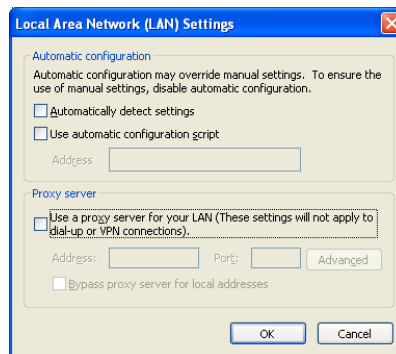 Local Area Network (LAN) Settings
Automatic configuration
Automatic configuration may override manual settings. To ensure the
use of manual settings, disable automatic configuration.
Automatically detect settings
Use automatic configuration script
Address
Proxy server
Use a proxy server for your LAN (These settings will not apply to
dial-up or VPN connections).
Address:
Port:
Advanced
Bypass proxy server for local addresses
OK
Cancel